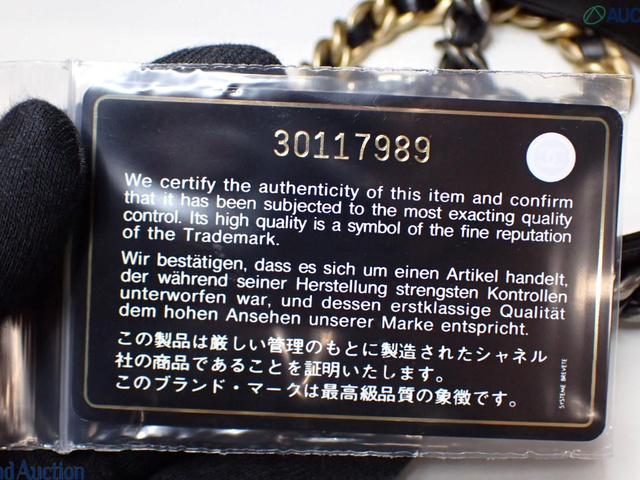 AUC
30117989
We certify the authenticity of this item and confirm
that it has been subjected to the most exacting quality
control. Its high quality is a symbol of the fine reputation
of the Trademark.
Wir bestätigen, dass es sich um einen Artikel handelt,
der während seiner Herstellung strengsten Kontrollen
unterworfen war, und dessen erstklassige Qualität
dem hohen Ansehen unserer Marke entspricht.
この製品は厳しい管理のもとに製造されたシャネル
社の商品であることを証明いたします。
このブランド・マークは最高級品質の象徴です。
SYSTEME BREVETE
nd Auction